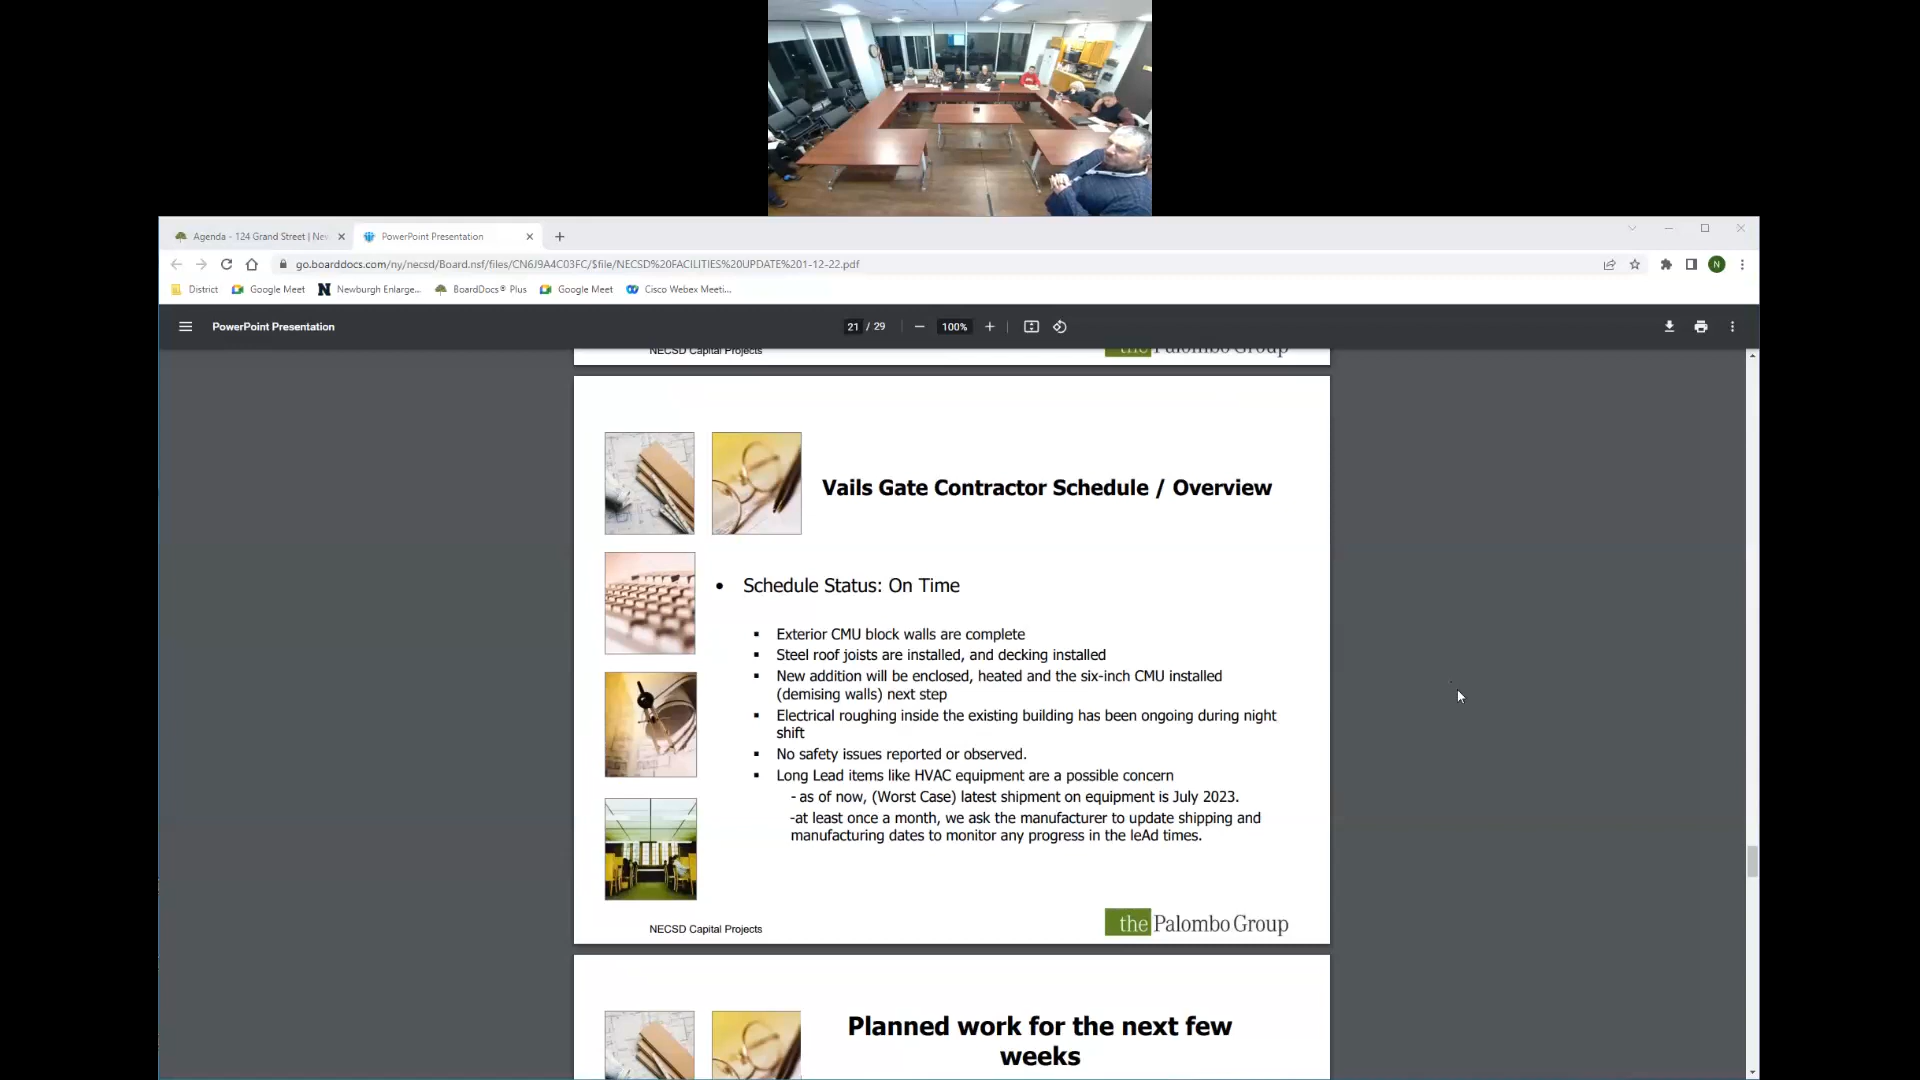 Agenda - 124 Grand Street | Nev
PowerPoint Presentation
go.boarddocs.com/ny/necsd/Board.nsf/files/CN6J9A4C03FC/$file/NECSD%20FACILITIES%20UPDATE%201-12-22.pdf
N
District
Google Meet
Newburgh Enlarge...
BoardDocs® Plus
Google Meet
Cisco Webex Meeti...
PowerPoint Presentation
21 / 29
100%
NECSD Capital Projects
the Palombo Group
Vails Gate Contractor Schedule / Overview
• Schedule Status: On Time
▪ Exterior CMU block walls are complete
▪ Steel roof joists are installed, and decking installed
▪ New addition will be enclosed, heated and the six-inch CMU installed
(demising walls) next step
▪ Electrical roughing inside the existing building has been ongoing during night
shift
▪ No safety issues reported or observed.
▪ Long Lead items like HVAC equipment are a possible concern
- as of now, (Worst Case) latest shipment on equipment is July 2023.
-at least once a month, we ask the manufacturer to update shipping and
manufacturing dates to monitor any progress in the leAd times.
NECSD Capital Projects
the Palombo Group
Planned work for the next few
weeks